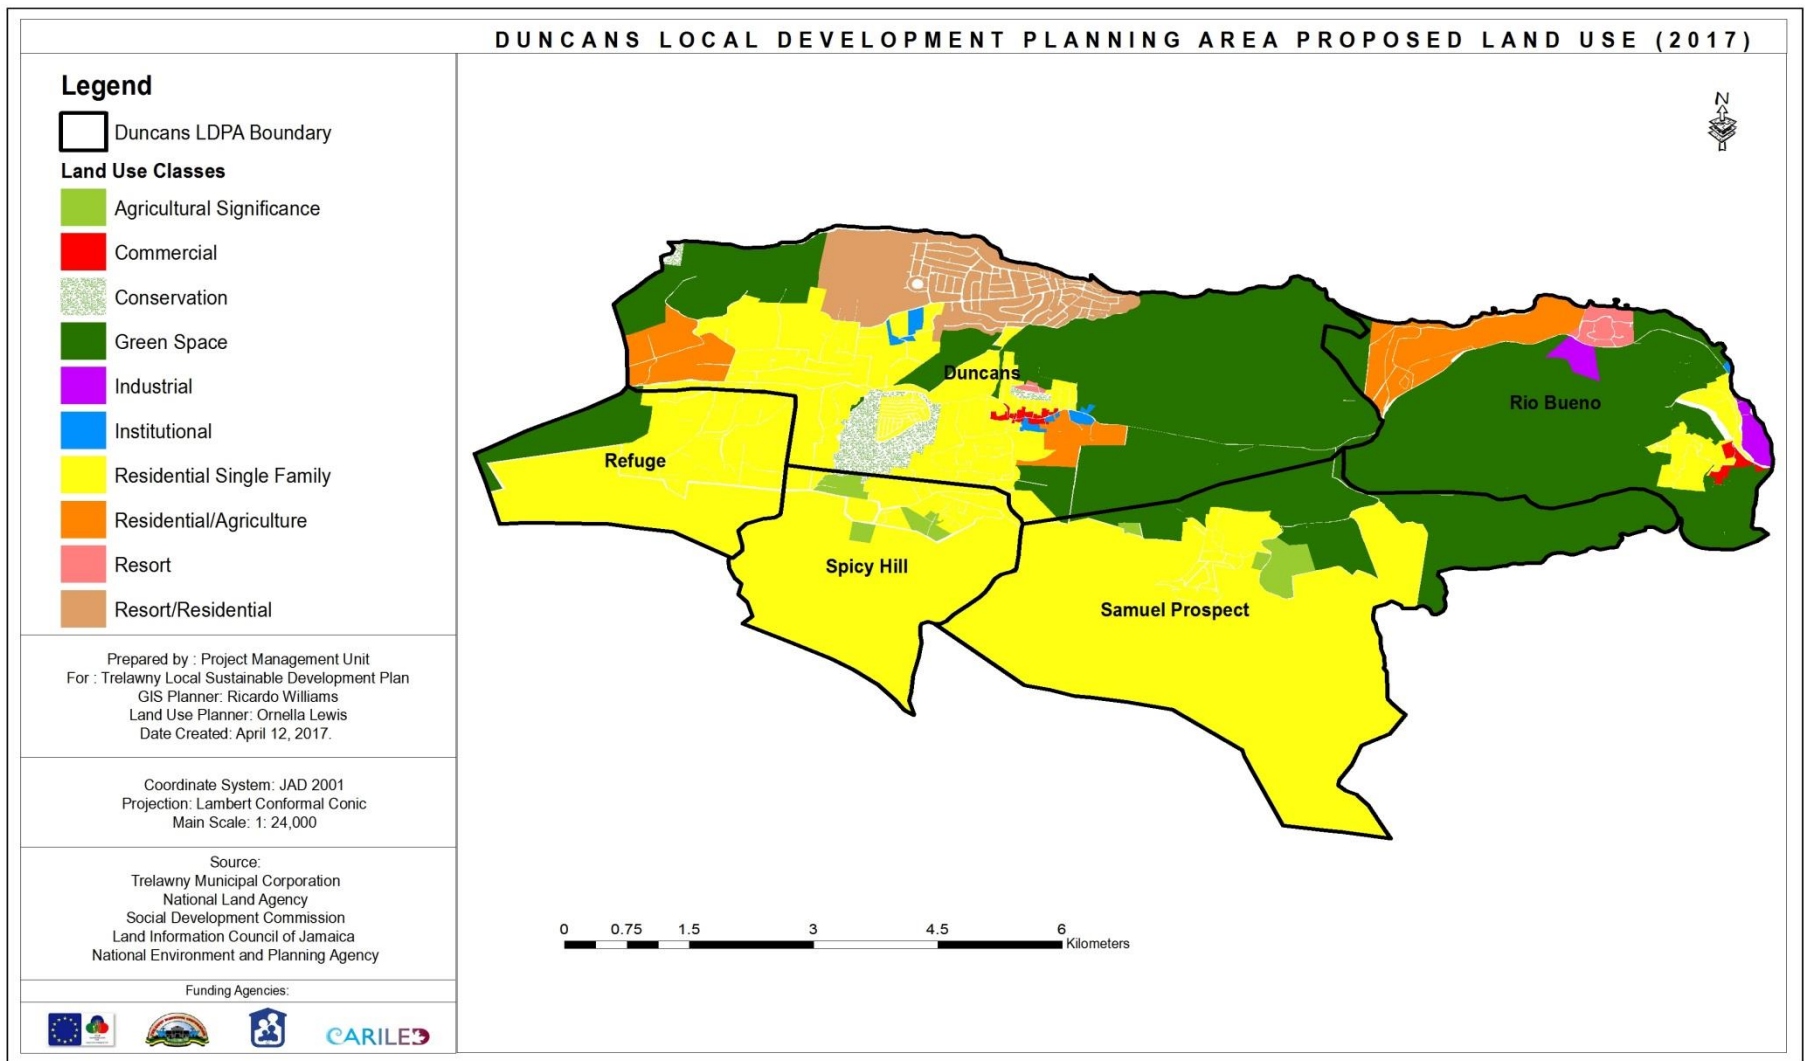 DUNCANS LOCAL DEVELOPMENT PLANNING AREA PROPOSED LAND USE (2017)
Legend
Duncans LDPA Boundary
Land Use Classes
Agricultural Significance
Commercial
Conservation
Green Space
Industrial
Institutional
Residential Single Family
Residential/Agriculture
Resort
Resort/Residential
Prepared by : Project Management Unit
For : Trelawny Local Sustainable Development Plan
GIS Planner: Ricardo Williams
Land Use Planner: Ornella Lewis
Date Created: April 12, 2017.
Coordinate System: JAD 2001
Projection: Lambert Conformal Conic
Main Scale: 1: 24,000
Source:
Trelawny Municipal Corporation
National Land Agency
Social Development Commission
Land Information Council of Jamaica
National Environment and Planning Agency
Funding Agencies:
CARILED
N
Duncans
Rio Bueno
Refuge
Spicy Hill
Samuel Prospect
0 0.75 1.5 3 4.5 6
Kilometers